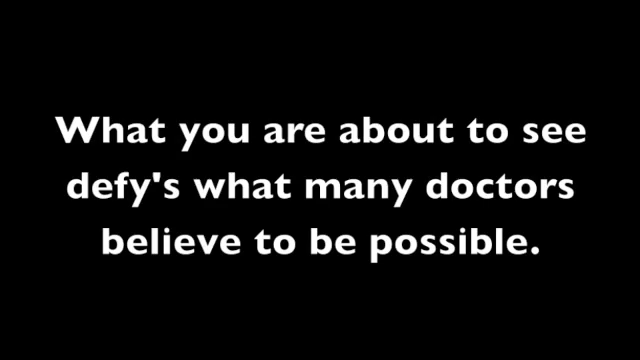 What you are about to see
defy's what many doctors
believe to be possible.